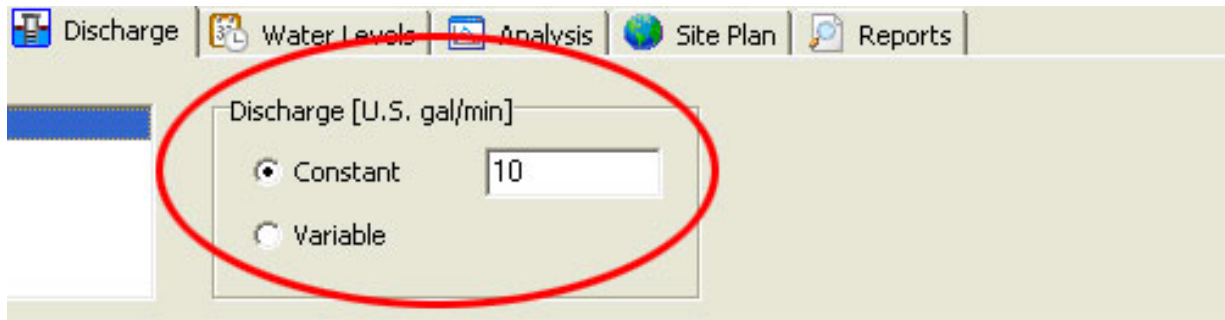 Discharge Water Levels Analysis Site Plan Reports
Discharge [U.S. gal/min]
Constant 10
Variable